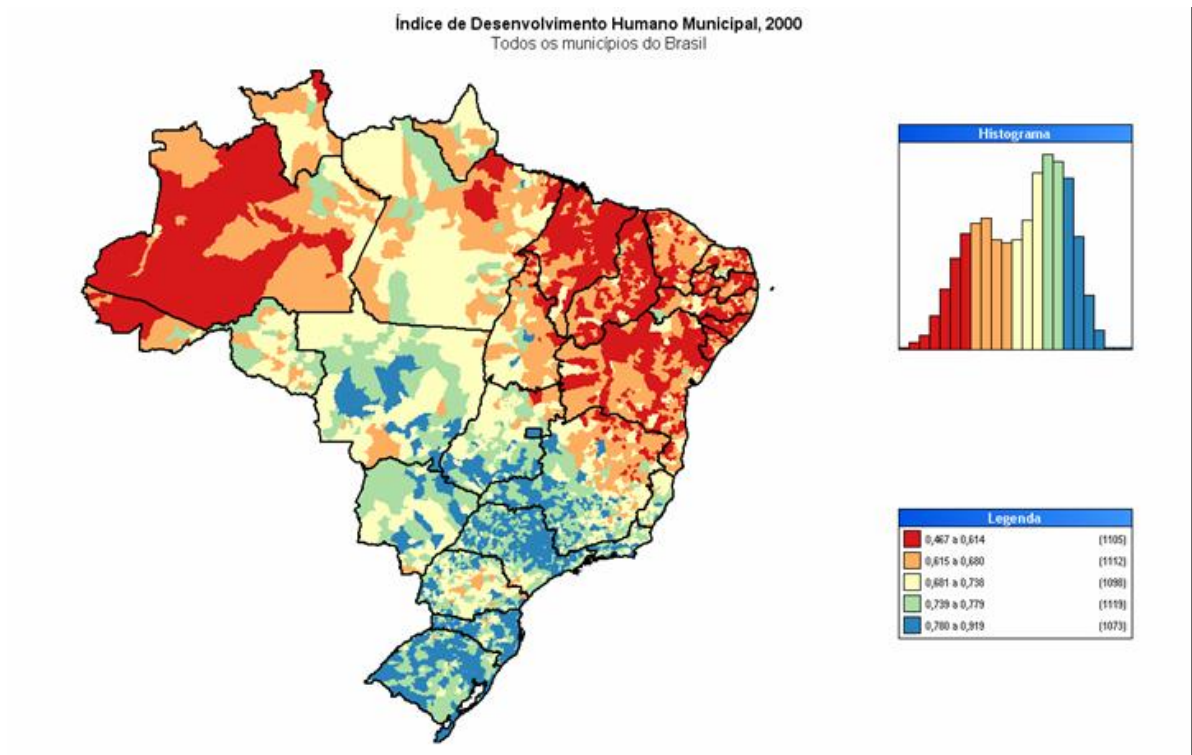 Índice de Desenvolvimento Humano Municipal, 2000
Todos os municípios do Brasil
Histograma
Legenda
0,467 a 0,614 (1105)
0,615 a 0,680 (1112)
0,681 a 0,738 (1098)
0,739 a 0,779 (1119)
0,780 a 0,919 (1073)